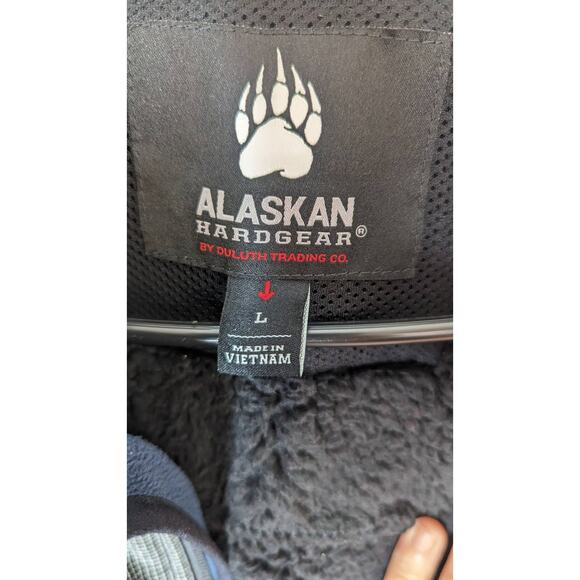 ALASKAN
HARDGEAR®
BY DULUTH TRADING CO.
L
MADE IN
VIETNAM